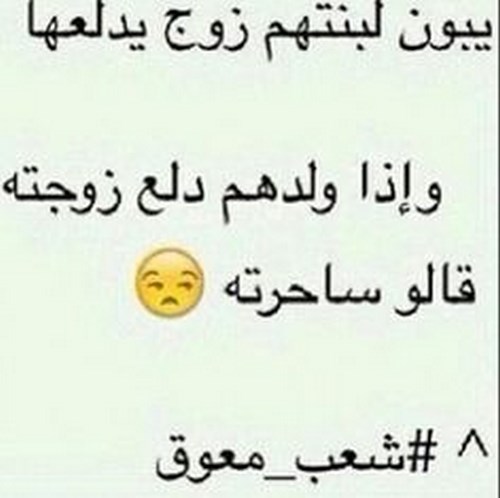 يبون لبنتهم زوج يدلعها
وإذا ولدهم دلع زوجته
قالو ساحرته 😒
^ #شعب_معوق